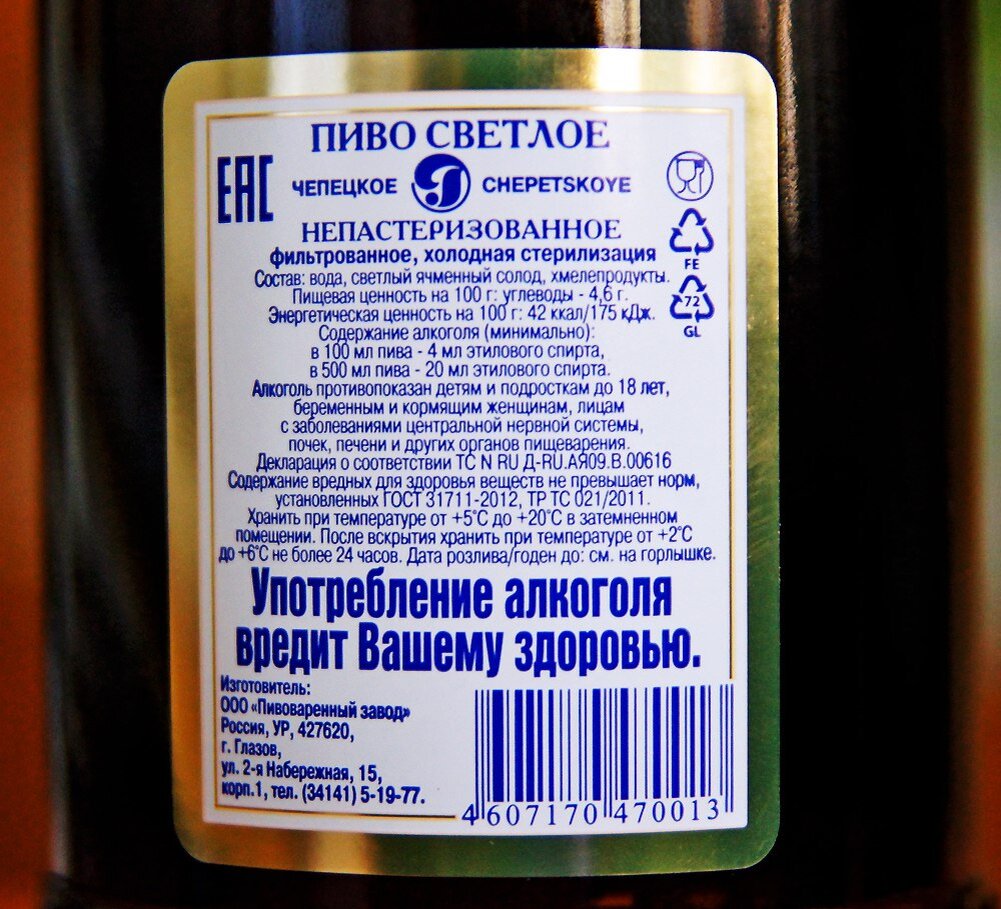 ПИВО СВЕТЛОЕ
ЕАС
ЧЕПЕЦКОЕ CHEPETSKOYE
НЕПАСТЕРИЗОВАННОЕ
фильтрованное, холодная стерилизация
FE
Состав: вода, светлый ячменный солод, хмелепродукты.
Пищевая ценность на 100 г: углеводы - 4,6 г.
72
Энергетическая ценность на 100 г: 42 ккал/175 кДж.
GL
Содержание алкоголя (минимально):
в 100 мл пива - 4 мл этилового спирта,
в 500 мл пива - 20 мл этилового спирта.
Алкоголь противопоказан детям и подросткам до 18 лет,
беременным и кормящим женщинам, лицам
с заболеваниями центральной нервной системы,
почек, печени и других органов пищеварения.
Декларация о соответствии ТС N RU Д-RU.АЯ09.В.00616
Содержание вредных для здоровья веществ не превышает норм,
установленных ГОСТ 31711-2012, ТР ТС 021/2011.
Хранить при температуре от +5°С до +20°С в затемненном
помещении. После вскрытия хранить при температуре от +2°С
до +6°С не более 24 часов. Дата розлива/годен до: см. на горлышке.
Употребление алкоголя
вредит Вашему здоровью.
Изготовитель:
ООО «Пивоваренный завод»
Россия, УР, 427620,
г. Глазов,
ул. 2-я Набережная, 15,
корп.1, тел. (34141) 5-19-77.
4 607170 470013